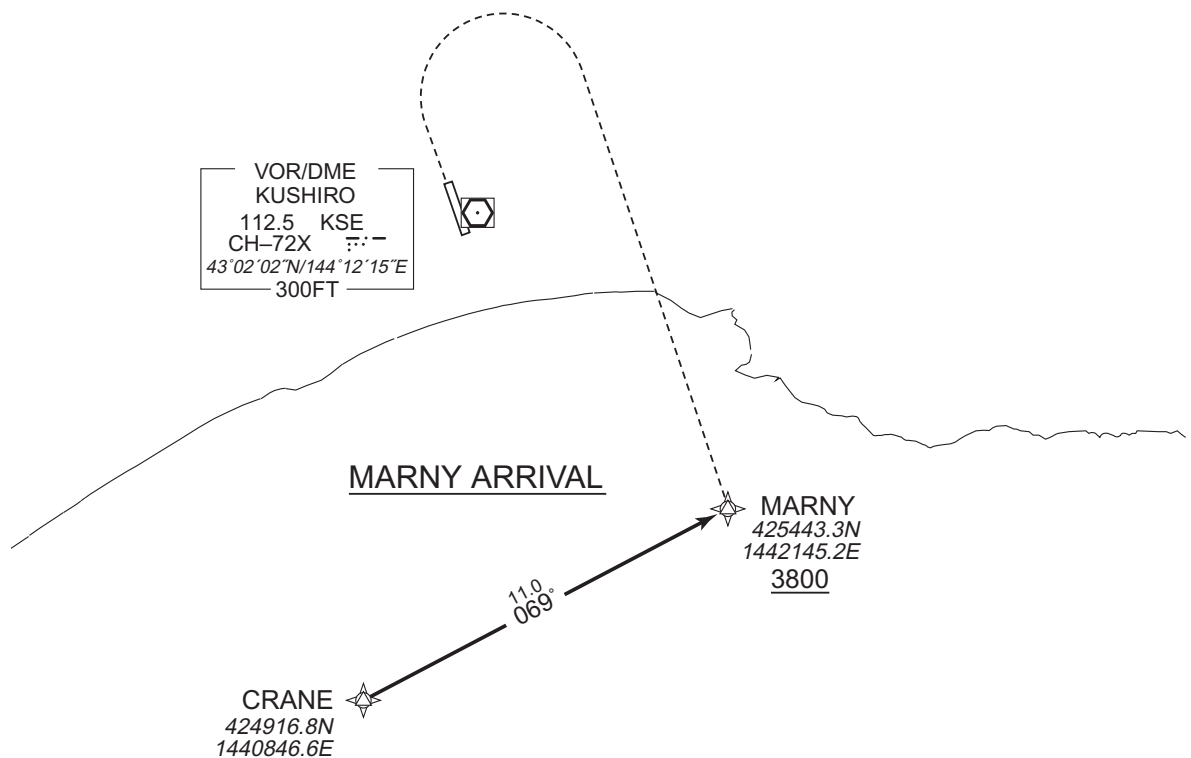 VOR/DME
KUSHIRO
112.5 KSE
CH–72X
43°02′02″N/144°12′15″E
300FT
MARNY ARRIVAL
MARNY
425443.3N
1442145.2E
3800
11.0
069°
CRANE
424916.8N
1440846.6E